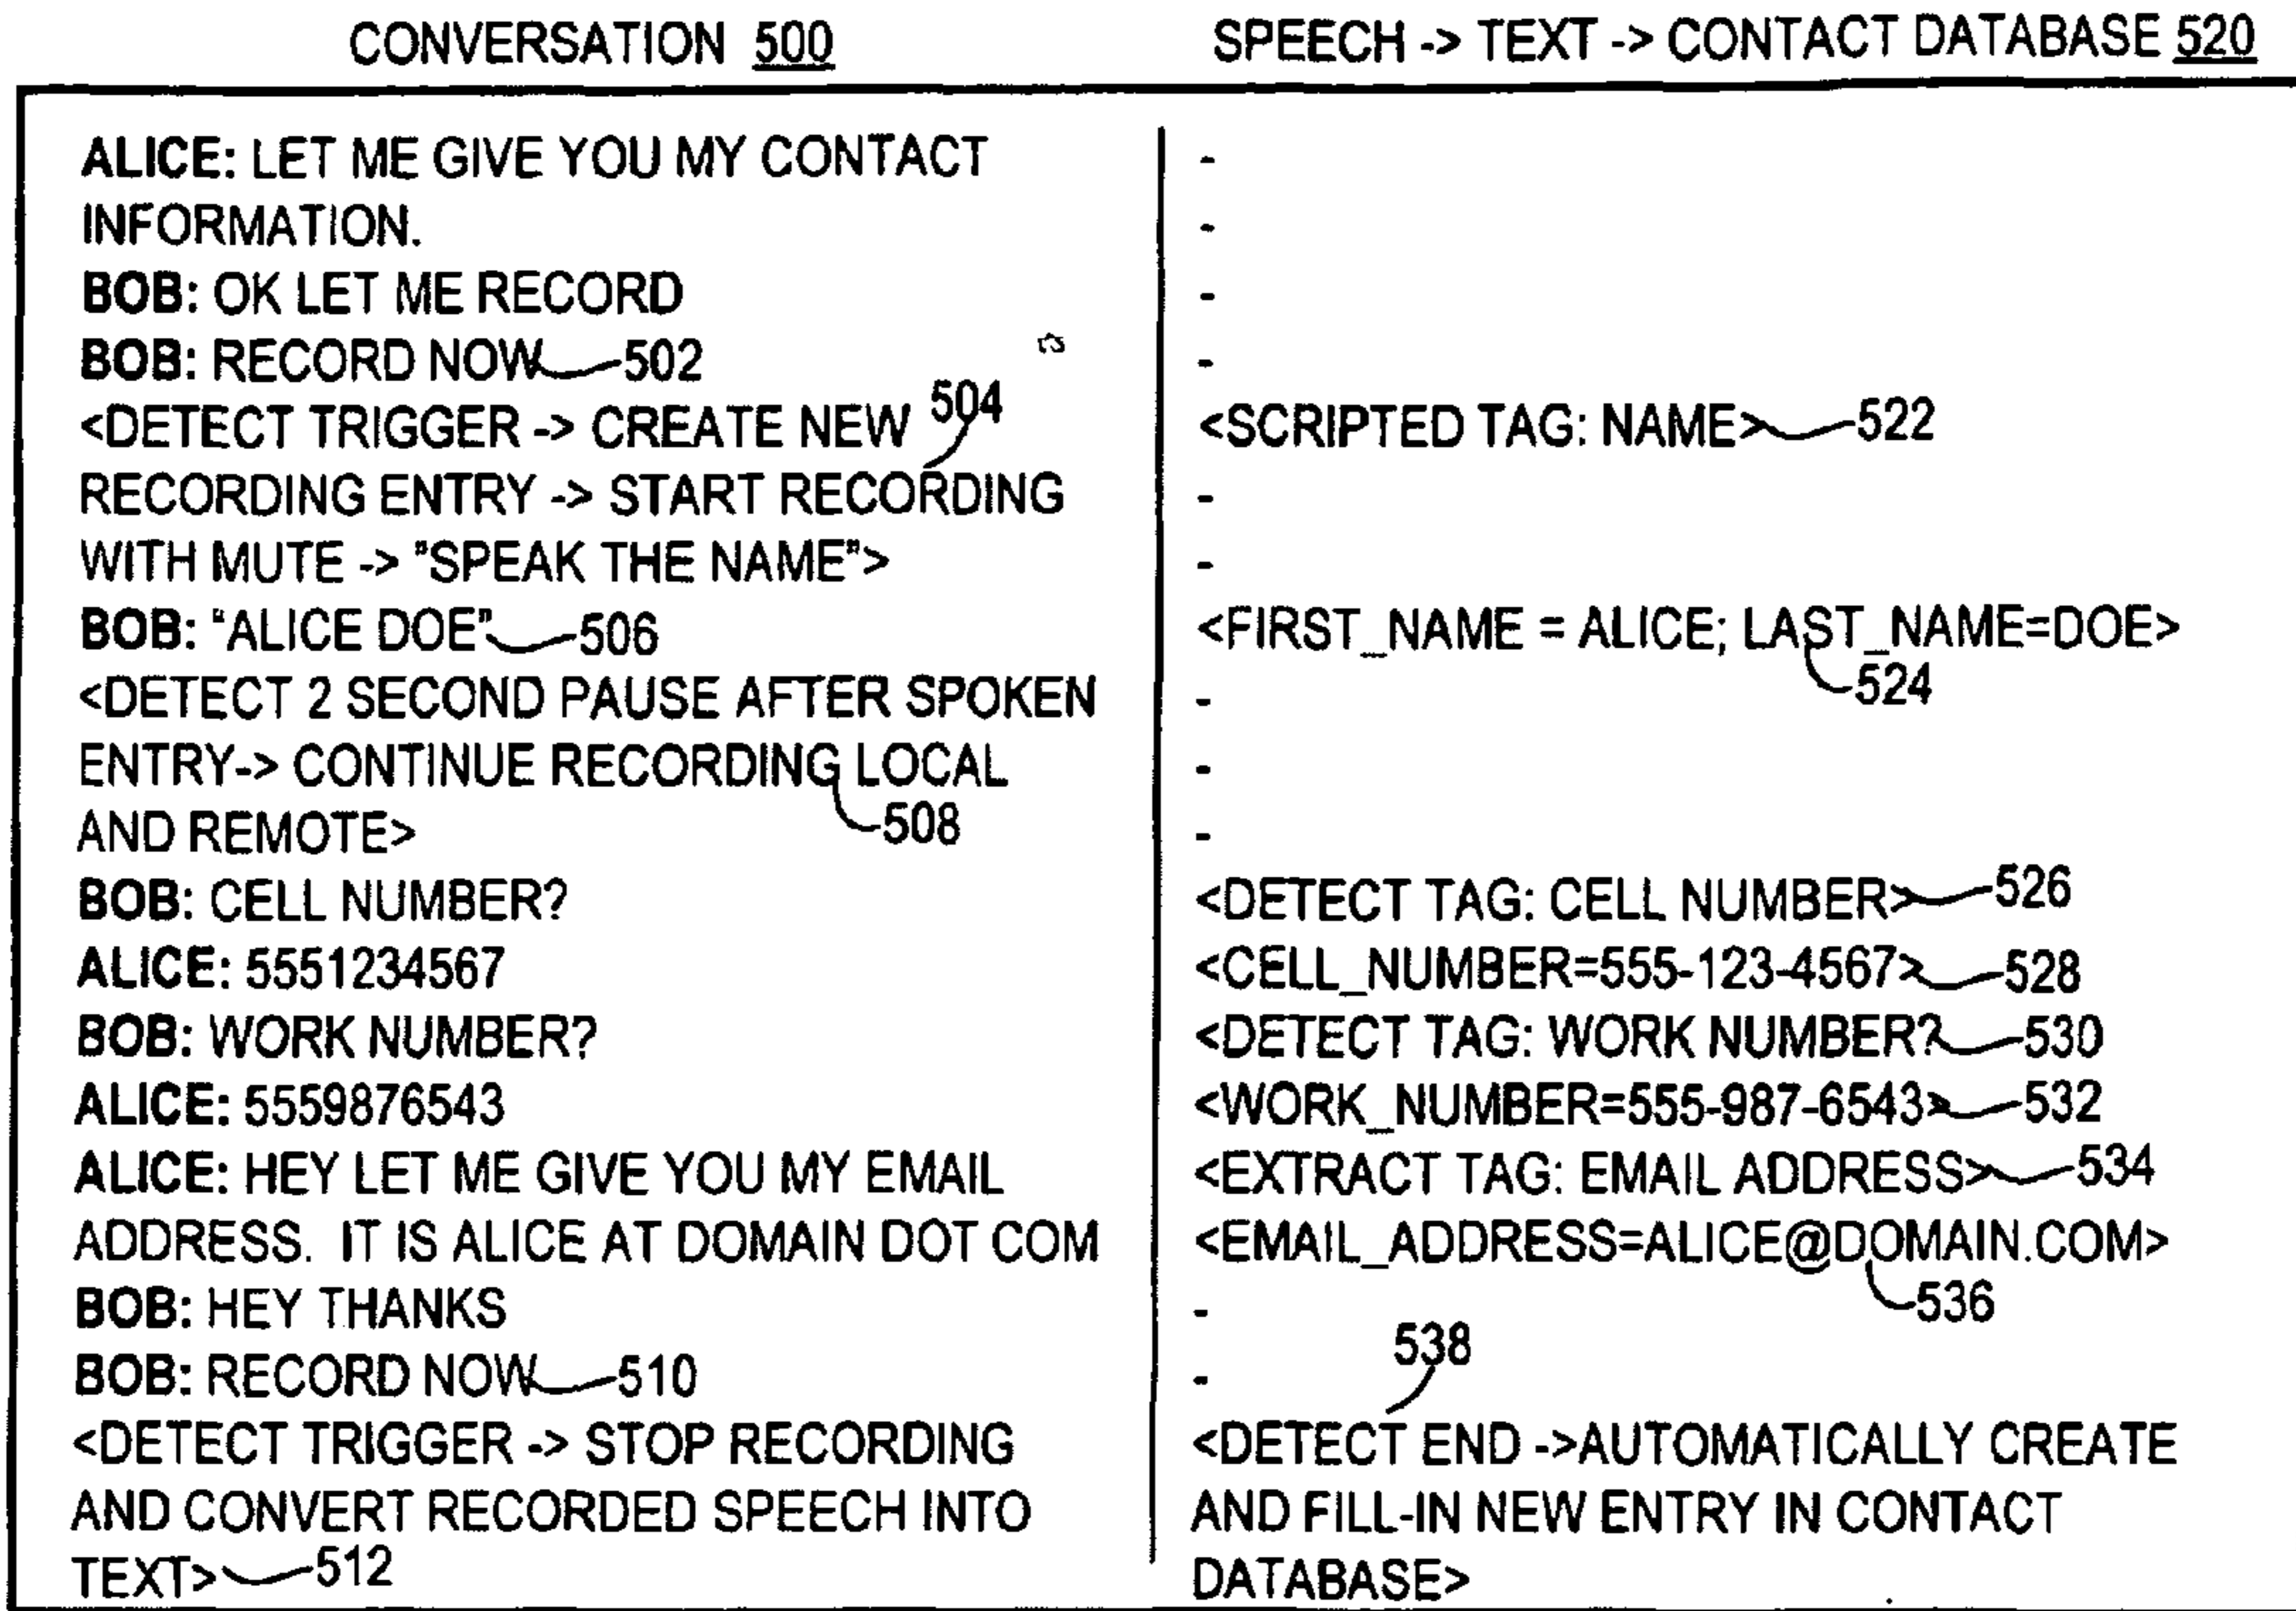 CONVERSATION 500
ALICE: LET ME GIVE YOU MY CONTACT
INFORMATION.
BOB: OK LET ME RECORD
BOB: RECORD NOW 502
<DETECT TRIGGER -> CREATE NEW 504
RECORDING ENTRY -> START RECORDING
WITH MUTE -> "SPEAK THE NAME">
BOB: "ALICE DOE" 506
<DETECT 2 SECOND PAUSE AFTER SPOKEN
ENTRY-> CONTINUE RECORDING LOCAL
AND REMOTE> 508
BOB: CELL NUMBER?
ALICE: 5551234567
BOB: WORK NUMBER?
ALICE: 5559876543
ALICE: HEY LET ME GIVE YOU MY EMAIL
ADDRESS. IT IS ALICE AT DOMAIN DOT COM
BOB: HEY THANKS
BOB: RECORD NOW 510
<DETECT TRIGGER -> STOP RECORDING
AND CONVERT RECORDED SPEECH INTO
TEXT> 512
SPEECH -> TEXT -> CONTACT DATABASE 520
-
-
-
-
<SCRIPTED TAG: NAME> 522
-
-
<FIRST_NAME = ALICE; LAST_NAME=DOE>
524
-
-
-
<DETECT TAG: CELL NUMBER> 526
<CELL_NUMBER=555-123-4567> 528
<DETECT TAG: WORK NUMBER? 530
<WORK_NUMBER=555-987-6543> 532
<EXTRACT TAG: EMAIL ADDRESS> 534
<EMAIL_ADDRESS=ALICE@DOMAIN.COM>
- 536
538
-
<DETECT END ->AUTOMATICALLY CREATE
AND FILL-IN NEW ENTRY IN CONTACT
DATABASE>